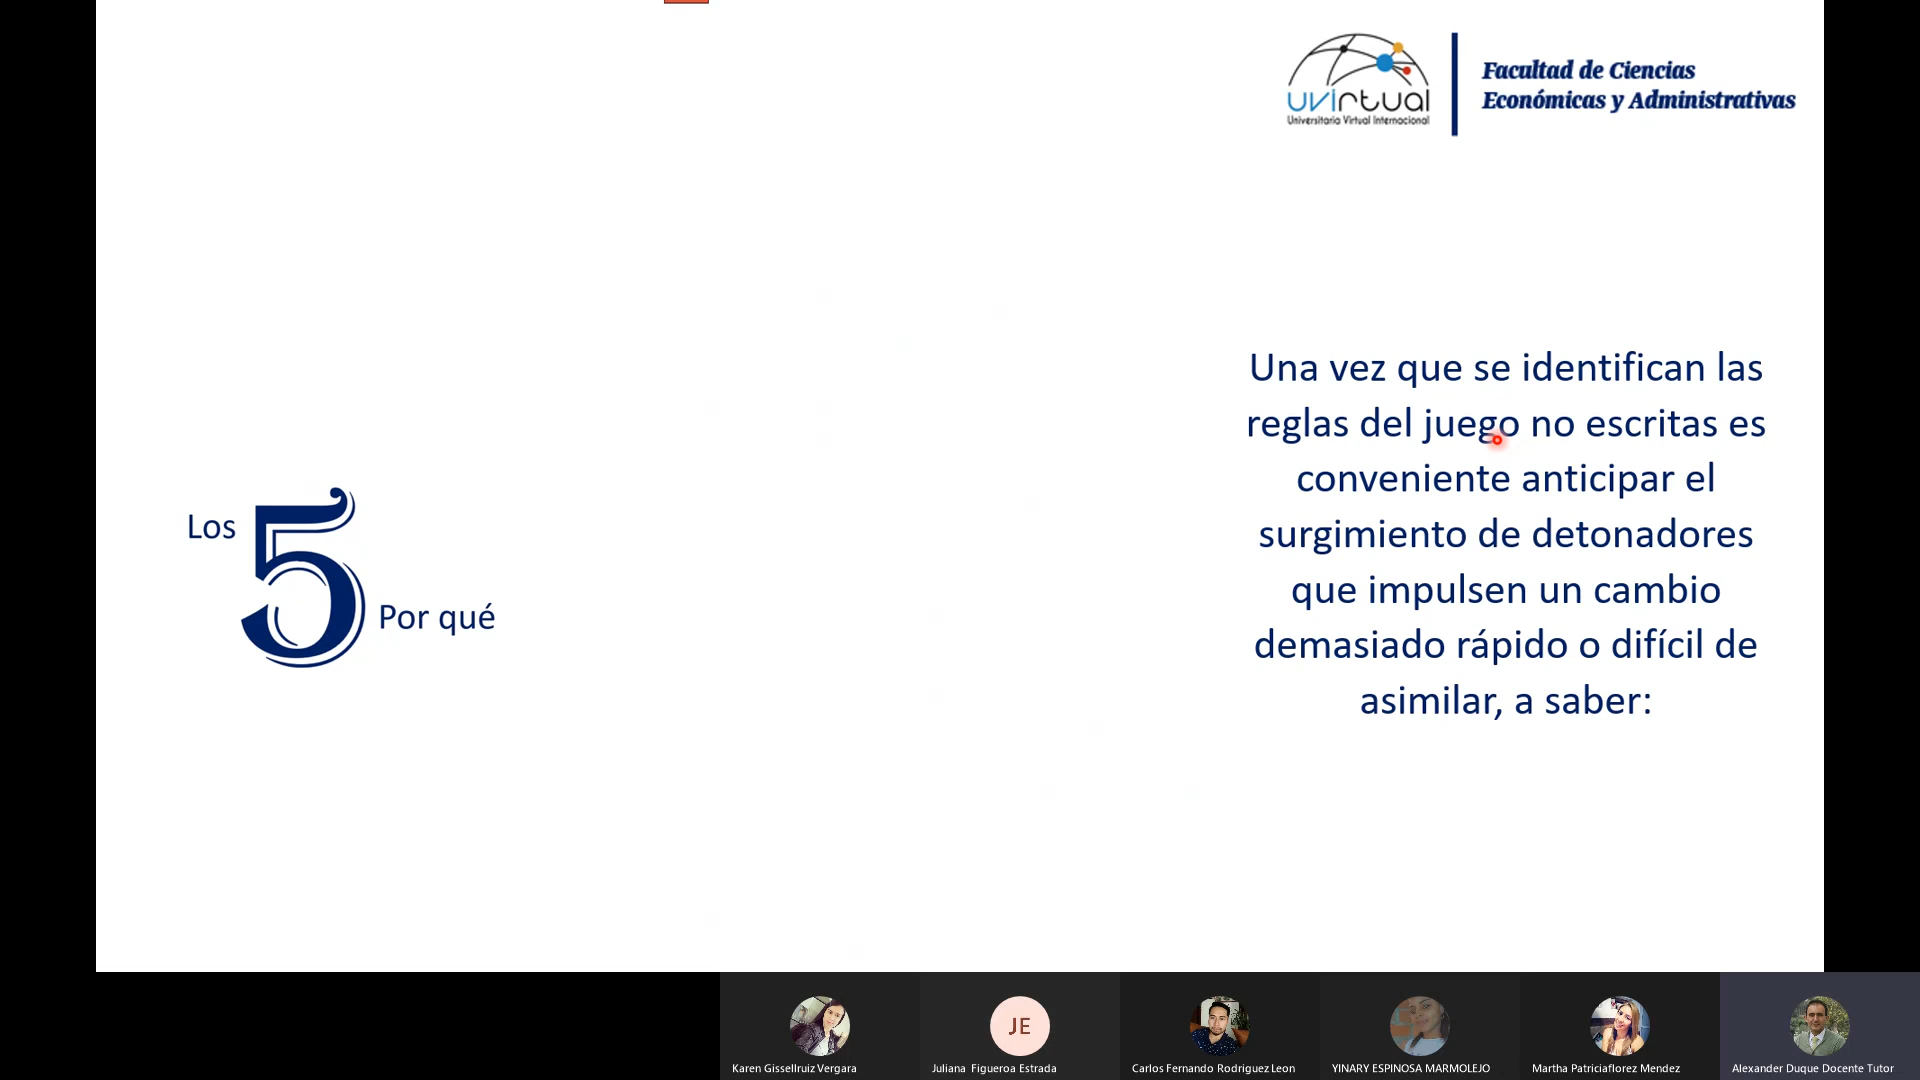 uvirtual
Universitaria Virtual Internacional
Facultad de Ciencias
Económicas y Administrativas
Los
5
Por qué
Una vez que se identifican las
reglas del juego no escritas es
conveniente anticipar el
surgimiento de detonadores
que impulsen un cambio
demasiado rápido o difícil de
asimilar, a saber:
JE
Karen Gissellruiz Vergara
Juliana Figueroa Estrada
Carlos Fernando Rodriguez Leon
YINARY ESPINOSA MARMOLEJO
Martha Patriciaflorez Mendez
Alexander Duque Docente Tutor